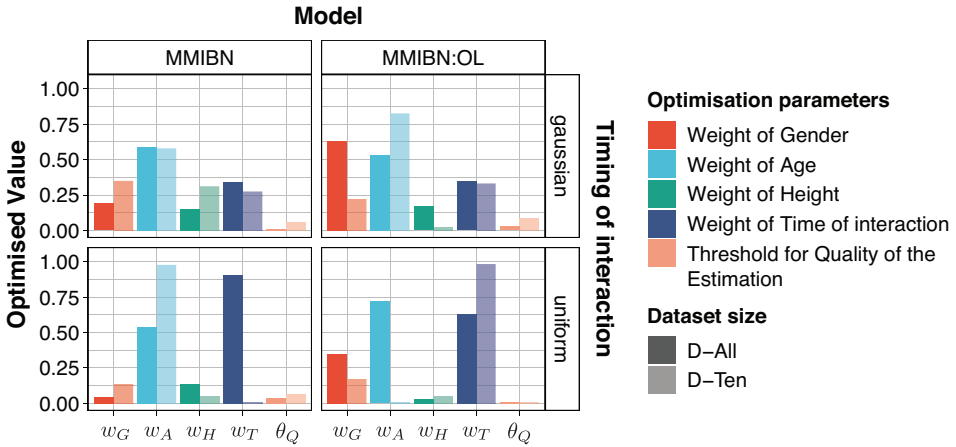 Model
MMIBN
MMIBN:OL
Optimised Value
1.00
0.75
0.50
0.25
0.00
gaussian
1.00
0.75
0.50
0.25
0.00
uniform
Timing of interaction
w_G w_A w_H w_T θ_Q
w_G w_A w_H w_T θ_Q
Optimisation parameters
Weight of Gender
Weight of Age
Weight of Height
Weight of Time of interaction
Threshold for Quality of the
Estimation
Dataset size
D−All
D−Ten